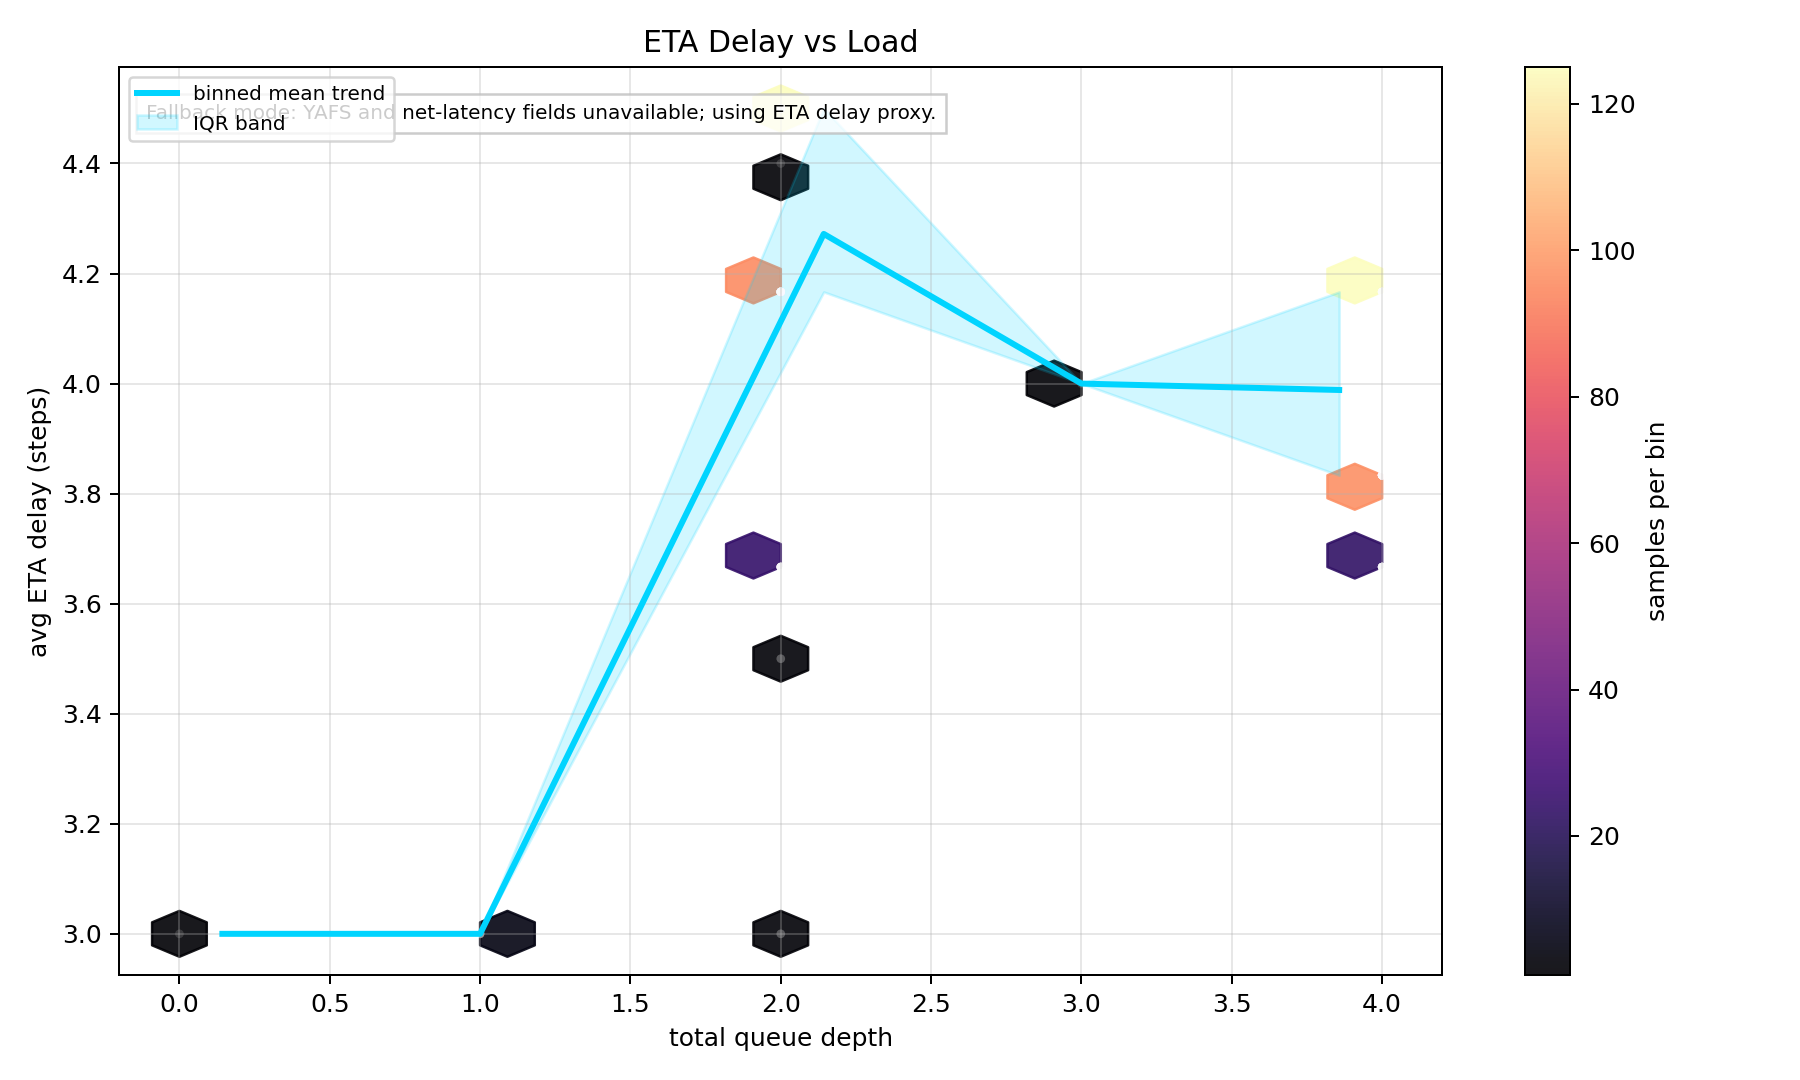 ETA Delay vs Load
binned mean trend
Fallback mode: YAFS and net-latency fields unavailable; using ETA delay proxy.
IQR band
avg ETA delay (steps)
4.4
4.2
4.0
3.8
3.6
3.4
3.2
3.0
0.0 0.5 1.0 1.5 2.0 2.5 3.0 3.5 4.0
total queue depth
120
100
80
60
40
20
samples per bin